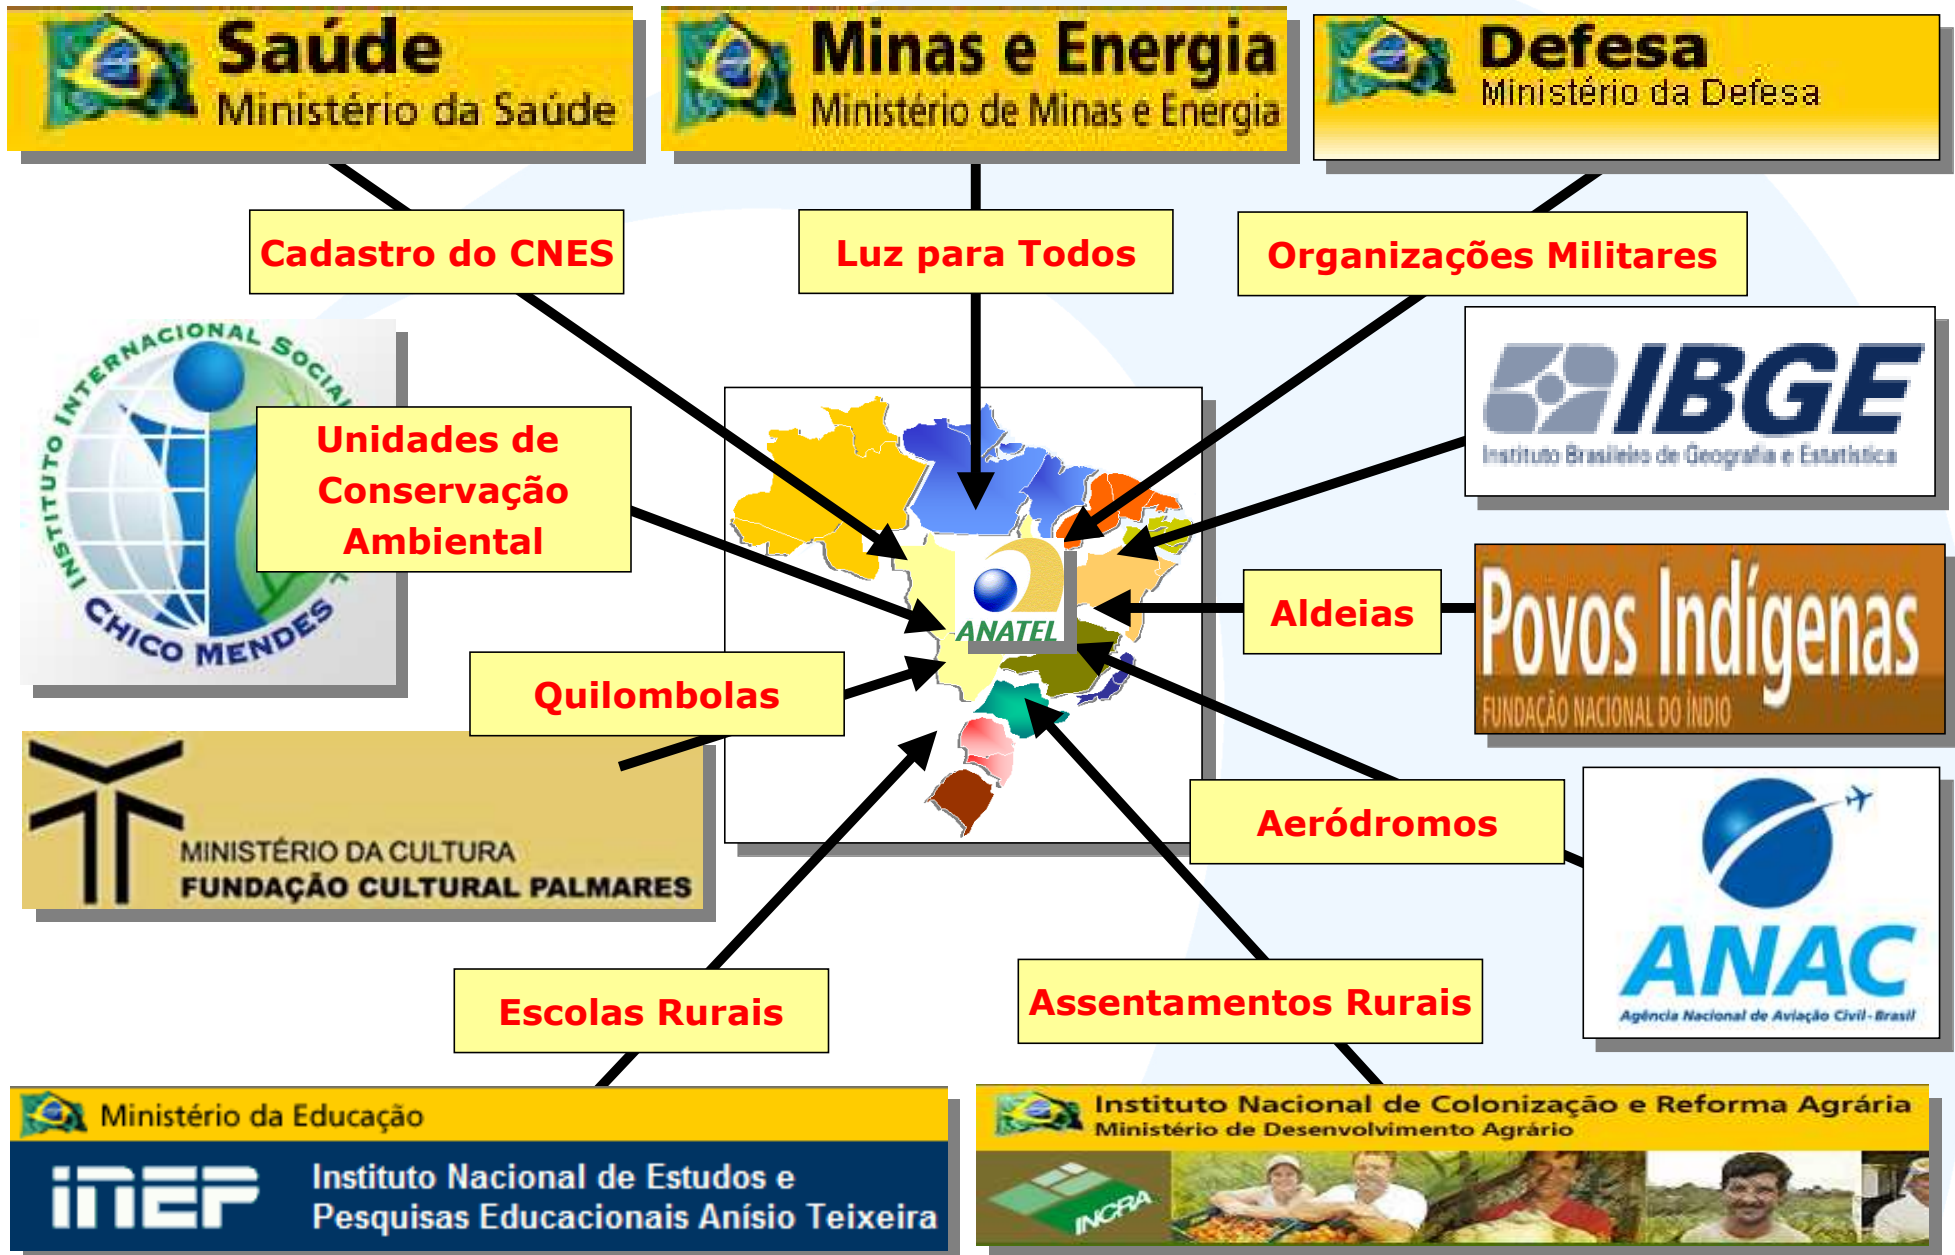 Saúde
Ministério da Saúde
Minas e Energia
Ministério de Minas e Energia
Defesa
Ministério da Defesa
Cadastro do CNES
Luz para Todos
Organizações Militares
INSTITUTO INTERNACIONAL SOCIAL
CHICO MENDES
Unidades de
Conservação
Ambiental
IBGE
Instituto Brasileiro de Geografia e Estatística
ANATEL
Aldeias
Povos Indígenas
FUNDAÇÃO NACIONAL DO ÍNDIO
Quilombolas
MINISTÉRIO DA CULTURA
FUNDAÇÃO CULTURAL PALMARES
Aeródromos
ANAC
Agência Nacional de Aviação Civil - Brasil
Escolas Rurais
Assentamentos Rurais
Ministério da Educação
INEP
Instituto Nacional de Estudos e
Pesquisas Educacionais Anísio Teixeira
Instituto Nacional de Colonização e Reforma Agrária
Ministério de Desenvolvimento Agrário
INCRA